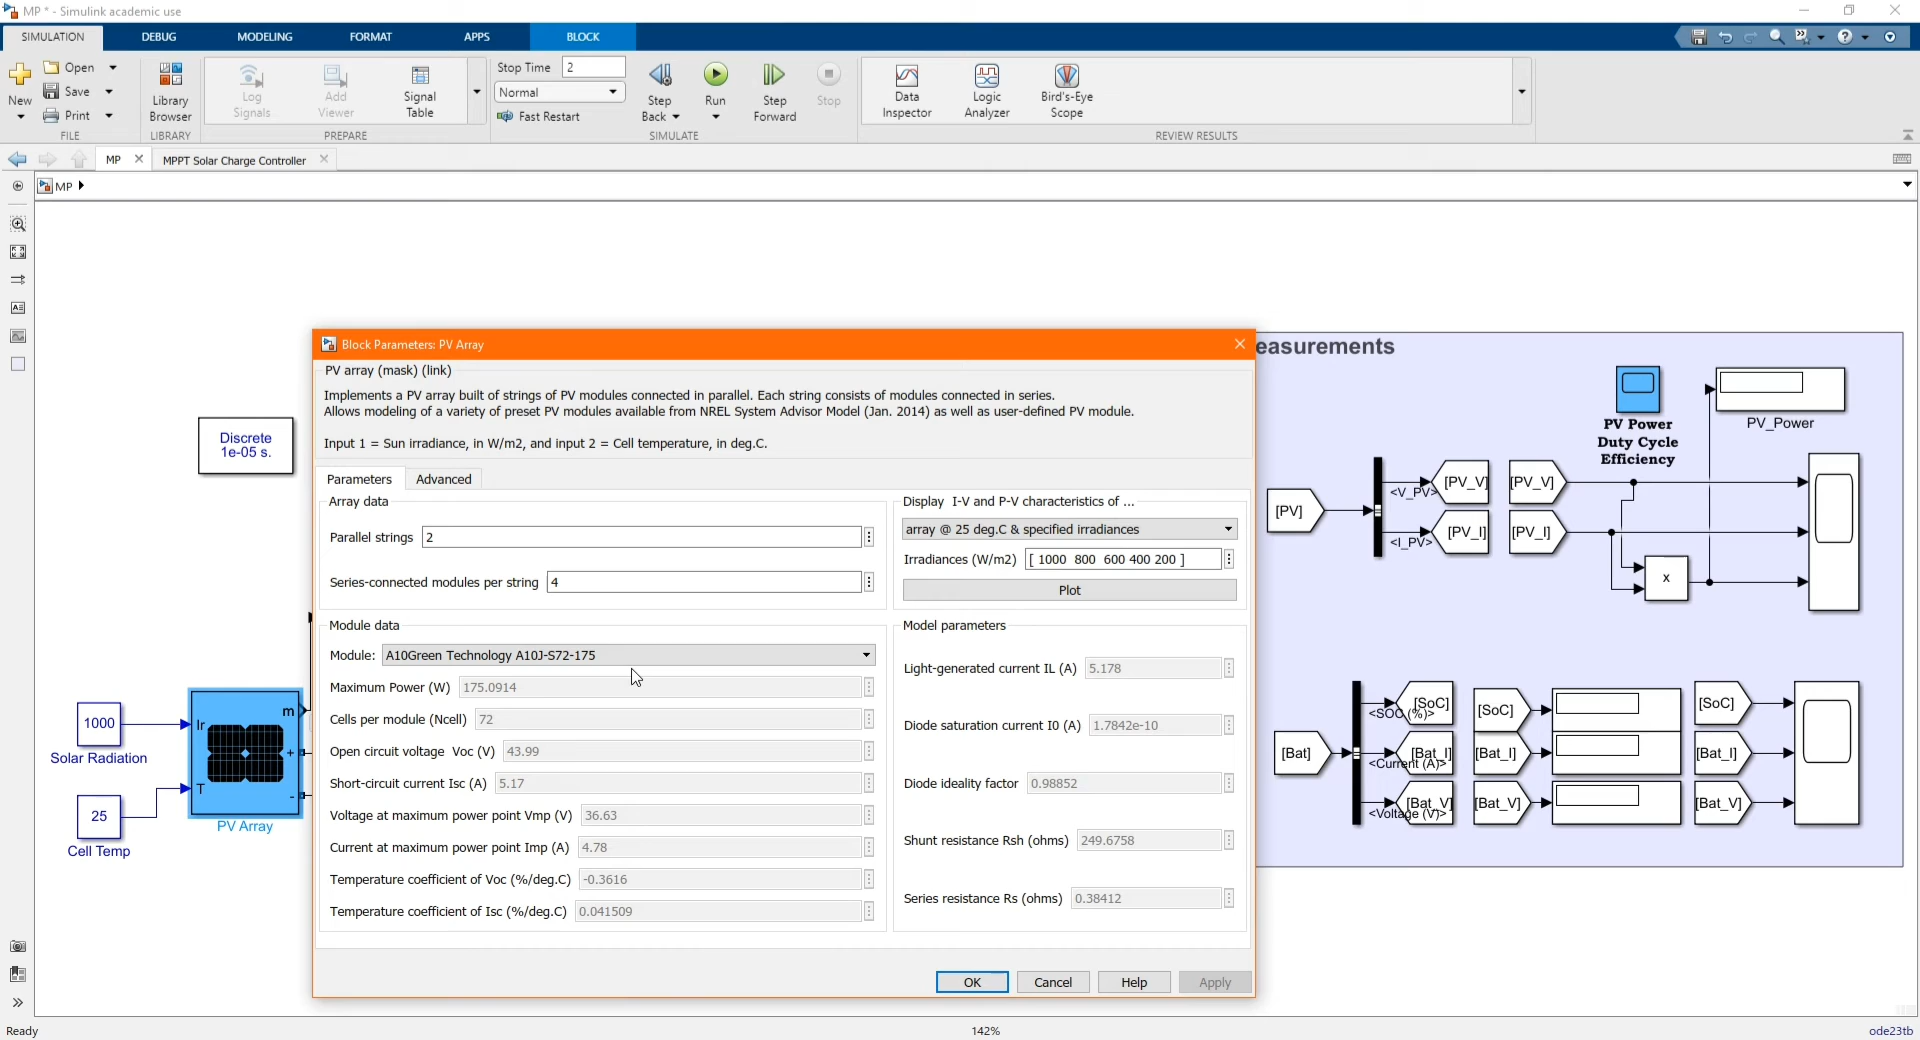 MP * - Simulink academic use
SIMULATION
DEBUG
MODELING
FORMAT
APPS
BLOCK
New
Open
Save
Print
FILE
Library
Browser
LIBRARY
Log
Signals
Add
Viewer
Signal
Table
PREPARE
Stop Time 2
Normal
Fast Restart
Step
Back
Run
Step
Forward
Stop
SIMULATE
Data
Inspector
Logic
Analyzer
Bird's-Eye
Scope
REVIEW RESULTS
MP
MPPT Solar Charge Controller
MP
Discrete
1e-05 s.
1000
Solar Radiation
25
Cell Temp
Ir
T
m
+
-
PV Array
Block Parameters: PV Array
PV array (mask) (link)
Implements a PV array built of strings of PV modules connected in parallel. Each string consists of modules connected in series.
Allows modeling of a variety of preset PV modules available from NREL System Advisor Model (Jan. 2014) as well as user-defined PV module.
Input 1 = Sun irradiance, in W/m2, and input 2 = Cell temperature, in deg.C.
Parameters
Advanced
Array data
Parallel strings 2
Series-connected modules per string 4
Display I-V and P-V characteristics of ...
array @ 25 deg.C & specified irradiances
Irradiances (W/m2) [ 1000 800 600 400 200 ]
Plot
Module data
Module: A10Green Technology A10J-S72-175
Maximum Power (W) 175.0914
Cells per module (Ncell) 72
Open circuit voltage Voc (V) 43.99
Short-circuit current Isc (A) 5.17
Voltage at maximum power point Vmp (V) 36.63
Current at maximum power point Imp (A) 4.78
Temperature coefficient of Voc (%/deg.C) -0.3616
Temperature coefficient of Isc (%/deg.C) 0.041509
Model parameters
Light-generated current IL (A) 5.178
Diode saturation current I0 (A) 1.7842e-10
Diode ideality factor 0.98852
Shunt resistance Rsh (ohms) 249.6758
Series resistance Rs (ohms) 0.38412
OK
Cancel
Help
Apply
easurements
PV Power
Duty Cycle
Efficiency
PV_Power
[PV]
<V_PV>
[PV_V]
[PV_V]
<I_PV>
[PV_I]
[PV_I]
x
[Bat]
[SoC]
<SOC (%)>
[SoC]
[SoC]
[Bat_I]
<Current (A)>
[Bat_I]
[Bat_I]
[Bat_V]
<Voltage (V)>
[Bat_V]
[Bat_V]
Ready
142%
ode23tb